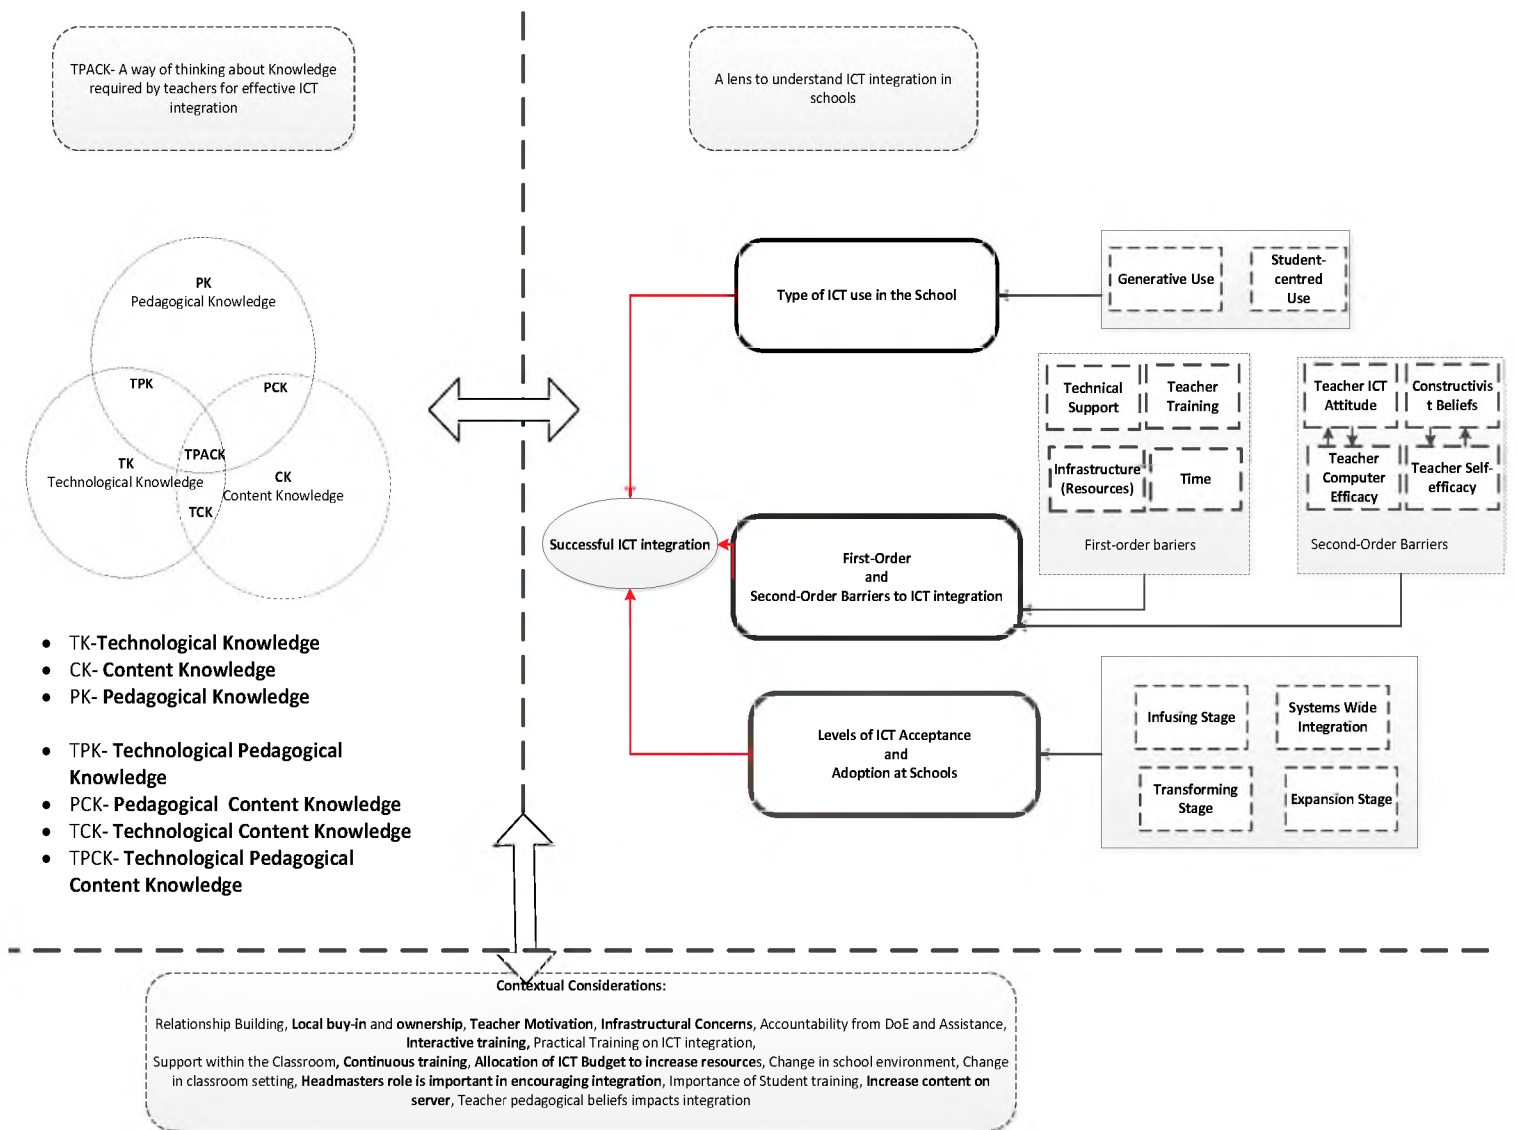 TPACK- A way of thinking about Knowledge
required by teachers for effective ICT
integration
A lens to understand ICT integration in
schools
PK
Pedagogical Knowledge
TPK
PCK
TPACK
TK
Technological Knowledge
CK
Content Knowledge
TCK
• TK-Technological Knowledge
• CK- Content Knowledge
• PK- Pedagogical Knowledge
• TPK- Technological Pedagogical
Knowledge
• PCK- Pedagogical Content Knowledge
• TCK- Technological Content Knowledge
• TPCK- Technological Pedagogical
Content Knowledge
Type of ICT use in the School
Generative Use
Student-
centred
Use
Successful ICT integration
First-Order
and
Second-Order Barriers to ICT integration
Technical
Support
Teacher
Training
Infrastructure
(Resources)
Time
First-order bariers
Teacher ICT
Attitude
Constructivis
t Beliefs
Teacher
Computer
Efficacy
Teacher Self-
efficacy
Second-Order Barriers
Levels of ICT Acceptance
and
Adoption at Schools
Infusing Stage
Systems Wide
Integration
Transforming
Stage
Expansion Stage
Contextual Considerations:
Relationship Building, Local buy-in and ownership, Teacher Motivation, Infrastructural Concerns, Accountability from DoE and Assistance,
Interactive training, Practical Training on ICT integration,
Support within the Classroom, Continuous training, Allocation of ICT Budget to increase resources, Change in school environment, Change
in classroom setting, Headmasters role is important in encouraging integration, Importance of Student training, Increase content on
server, Teacher pedagogical beliefs impacts integration